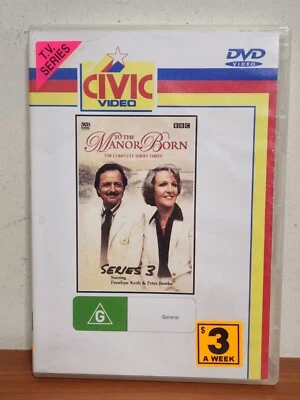 T.V.
SERIES
CIVIC
VIDEO
DVD
VIDEO
BBC
TO THE
MANOR BORN
THE COMPLETE SERIES THREE
SERIES 3
Starring
Penelope Keith & Peter Bowles
G
General
$3
A WEEK